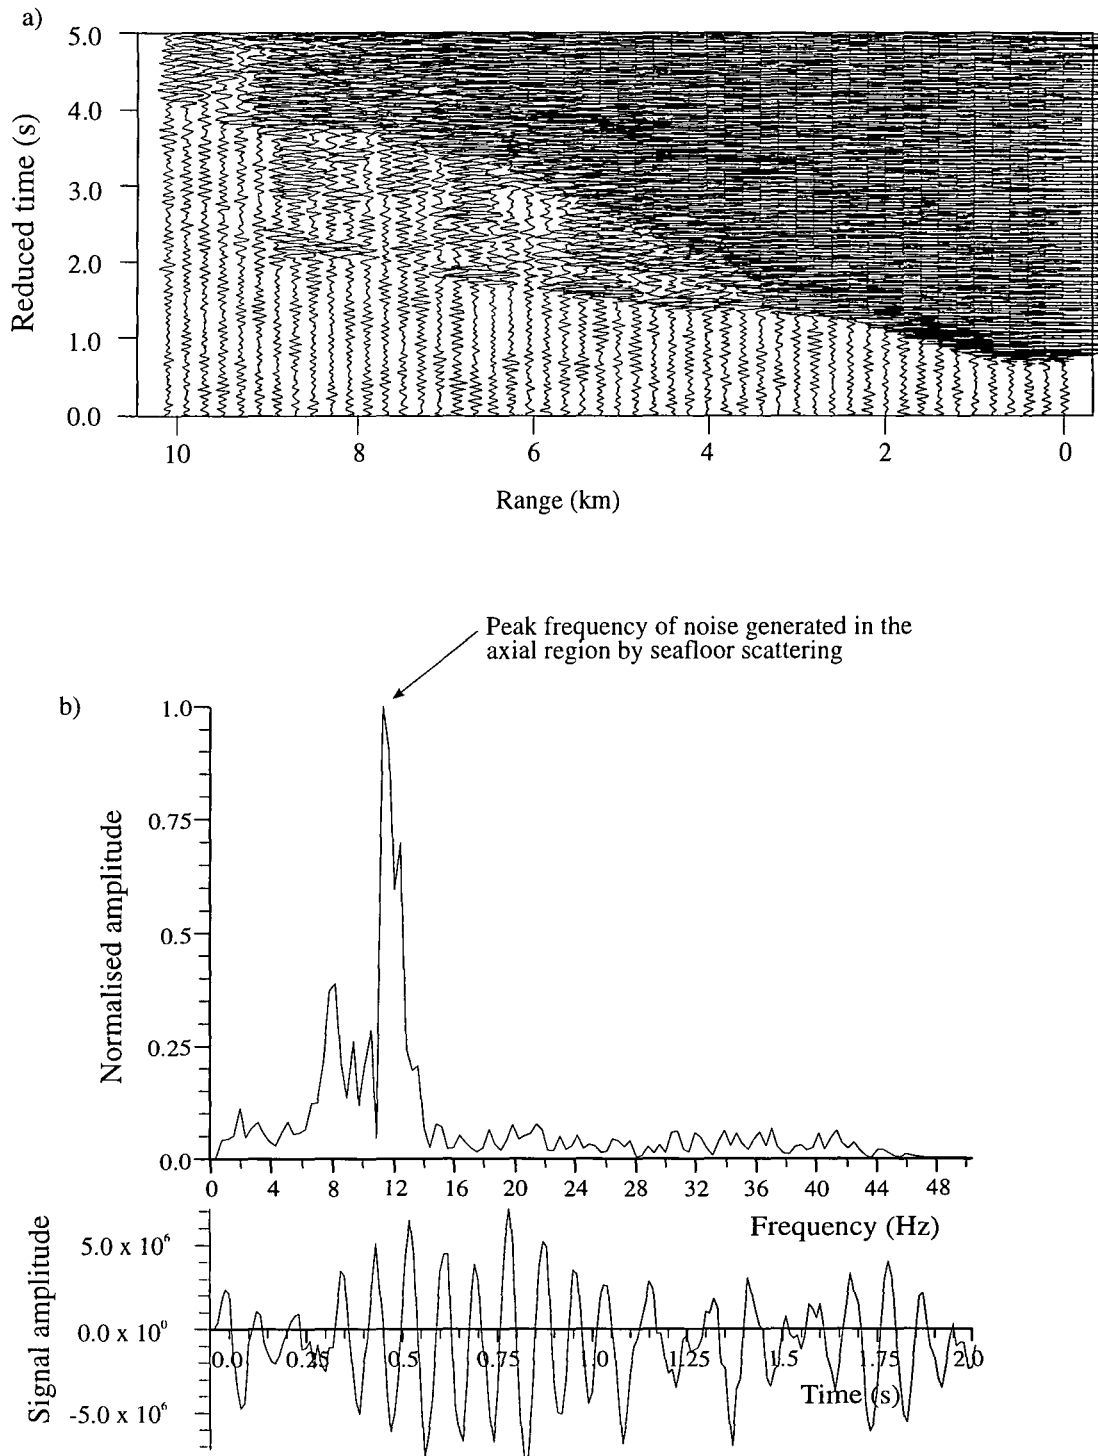 a)
5.0
4.0
3.0
2.0
1.0
0.0
Reduced time (s)
10 8 6 4 2 0
Range (km)
Peak frequency of noise generated in the
axial region by seafloor scattering
b)
1.0
0.75
0.5
0.25
0.0
Normalised amplitude
0 4 8 12 16 20 24 28 32 36 40 44 48
Frequency (Hz)
5.0 x 10⁶
0.0 x 10⁰
-5.0 x 10⁶
Signal amplitude
0.0 0.25 0.5 0.75 1.0 1.25 1.5 1.75 2.0
Time (s)